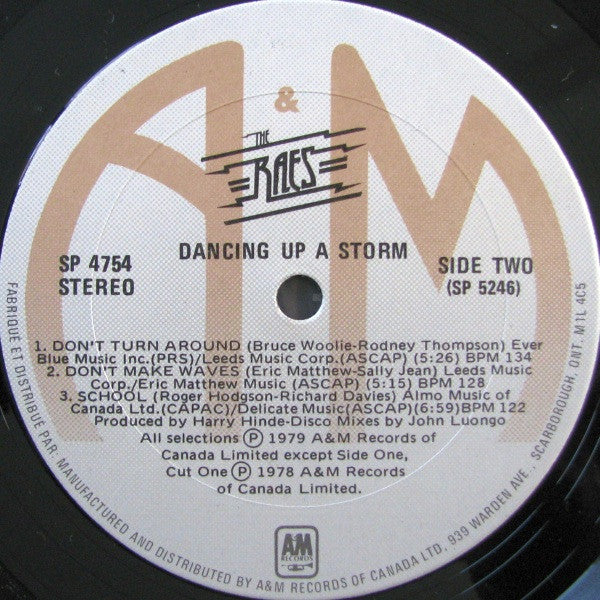 A&M
THE
RAES
DANCING UP A STORM
SP 4754
STEREO
SIDE TWO
(SP 5246)
1. DON'T TURN AROUND (Bruce Woolie-Rodney Thompson) Ever
Blue Music Inc.(PRS)/Leeds Music Corp.(ASCAP) (5:26) BPM 134
2. DON'T MAKE WAVES (Eric Matthew-Sally Jean) Leeds Music
Corp./Eric Matthew Music (ASCAP) (5:15) BPM 128
3. SCHOOL (Roger Hodgson-Richard Davies) Almo Music of
Canada Ltd.(CAPAC)/Delicate Music(ASCAP)(6:59)BPM 122
Produced by Harry Hinde-Disco Mixes by John Luongo
All selections Ⓟ 1979 A&M Records of
Canada Limited except Side One,
Cut One Ⓟ 1978 A&M Records
of Canada Limited.
AM
RECORDS
FABRIQUÉ ET DISTRIBUÉ PAR. MANUFACTURED AND DISTRIBUTED BY A&M RECORDS OF CANADA LTD. 939 WARDEN AVE., SCARBOROUGH, ONT. M1L 4C5